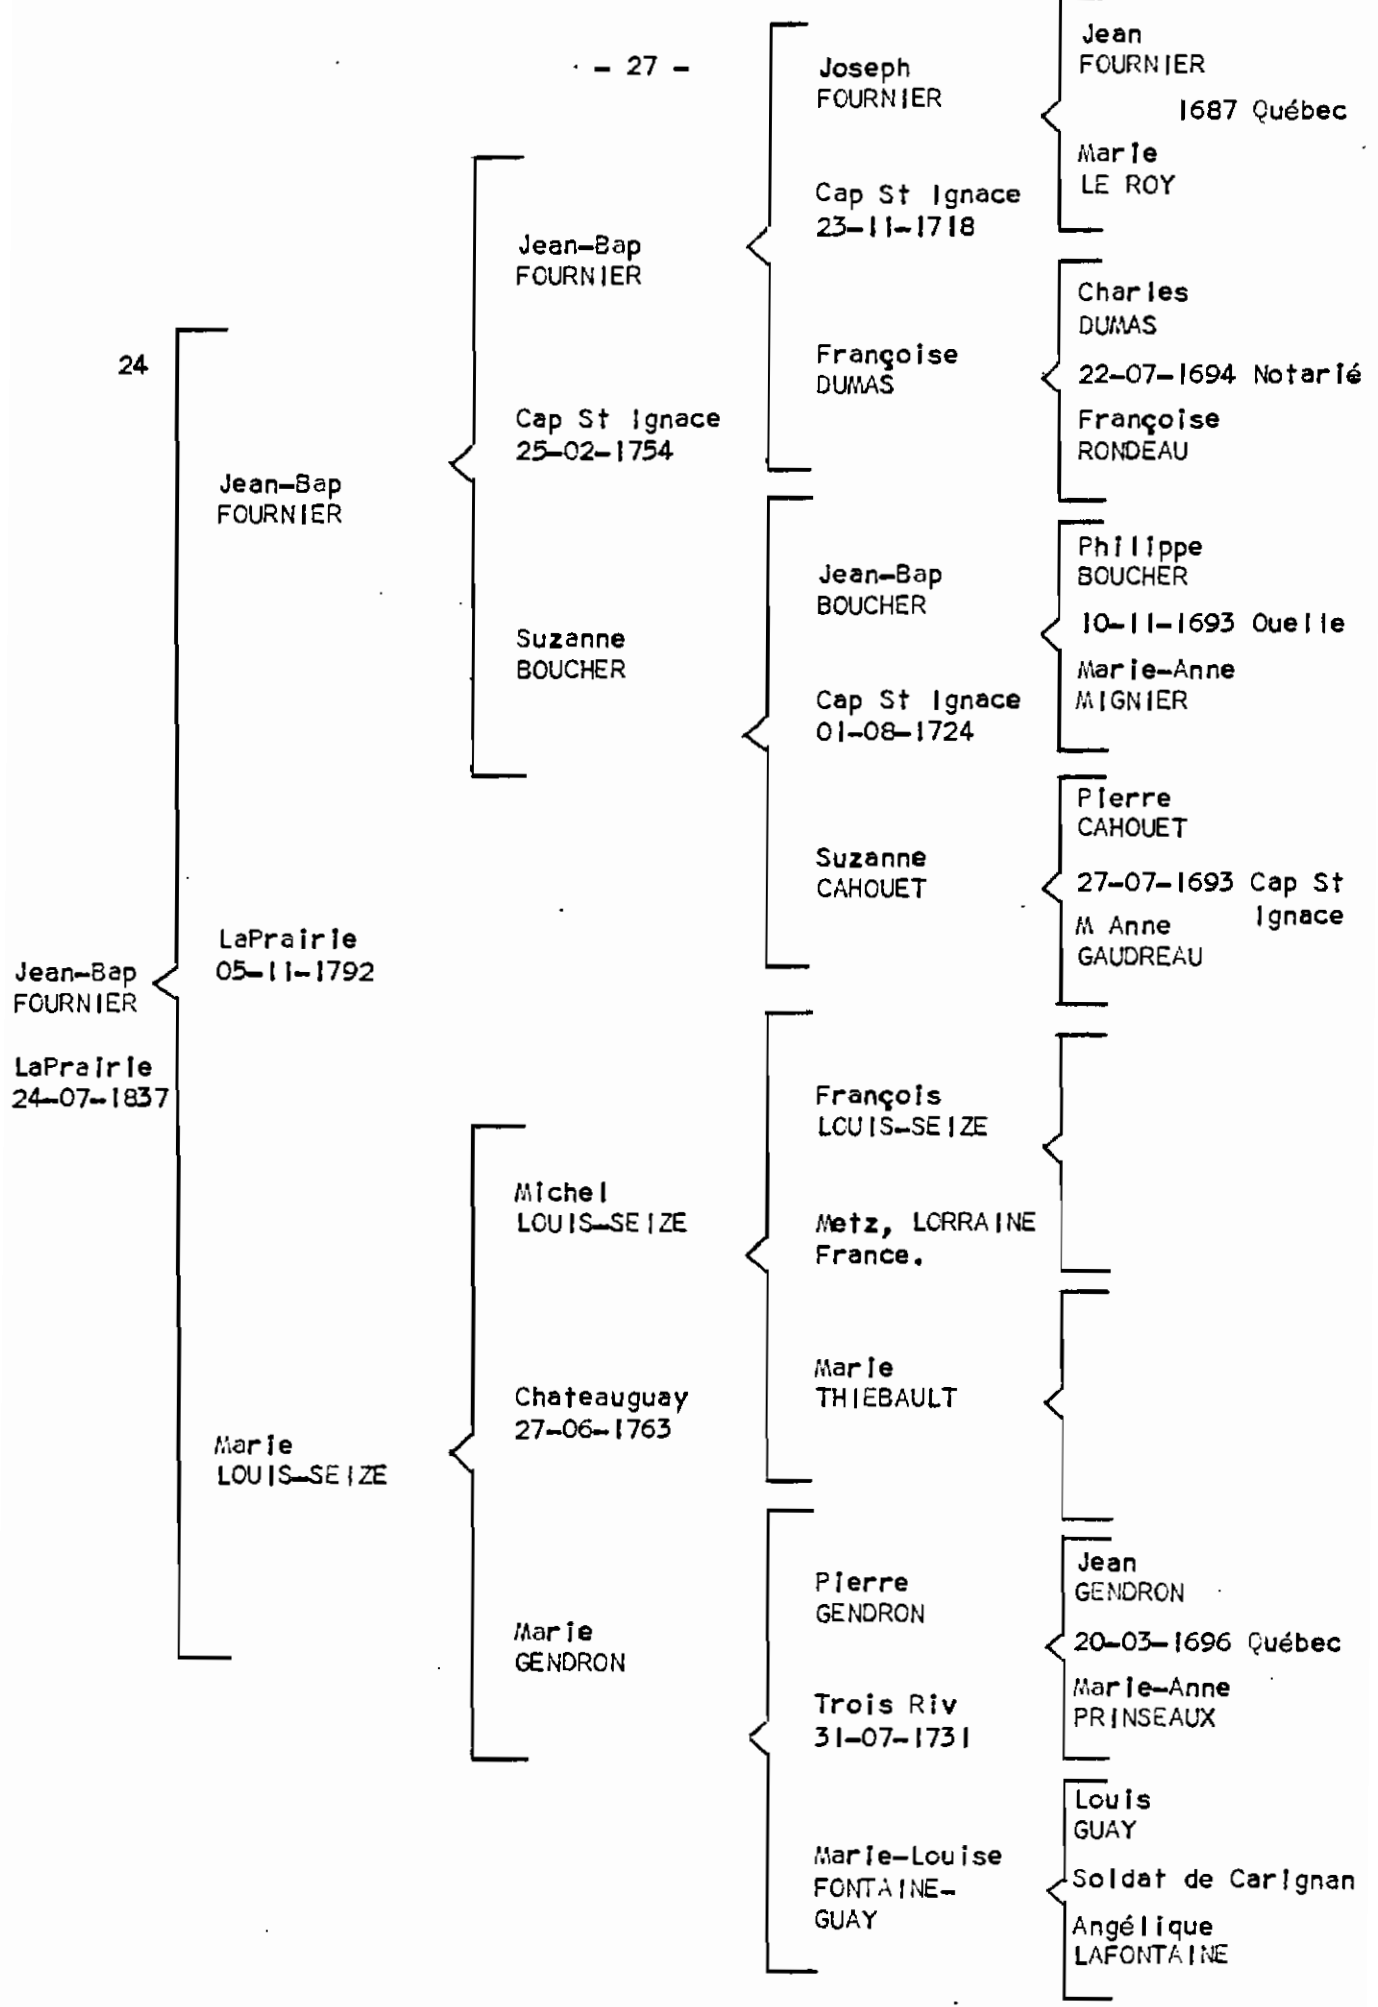 - 27 -
24
Jean-Bap
FOURNIER
LaPrairie
24-07-1837
Jean-Bap
FOURNIER
LaPrairie
05-11-1792
Marie
LOUIS-SEIZE
Jean-Bap
FOURNIER
Cap St Ignace
25-02-1754
Suzanne
BOUCHER
Michel
LOUIS-SEIZE
Chateauguay
27-06-1763
Marie
GENDRON
Joseph
FOURNIER
Cap St Ignace
23-11-1718
Françoise
DUMAS
Jean-Bap
BOUCHER
Cap St Ignace
01-08-1724
Suzanne
CAHOUET
François
LOUIS-SEIZE
Metz, LORRAINE
France.
Marie
THIEBAULT
Pierre
GENDRON
Trois Riv
31-07-1731
Marie-Louise
FONTAINE-
GUAY
Jean
FOURNIER
1687 Québec
Marie
LE ROY
Charles
DUMAS
22-07-1694 Notarié
Françoise
RONDEAU
Philippe
BOUCHER
10-11-1693 Ouelle
Marie-Anne
MIGNIER
Pierre
CAHOUET
27-07-1693 Cap St
Ignace
M Anne
GAUDREAU
Jean
GENDRON
20-03-1696 Québec
Marie-Anne
PRINSEAUX
Louis
GUAY
Soldat de Carignan
Angélique
LAFONTAINE